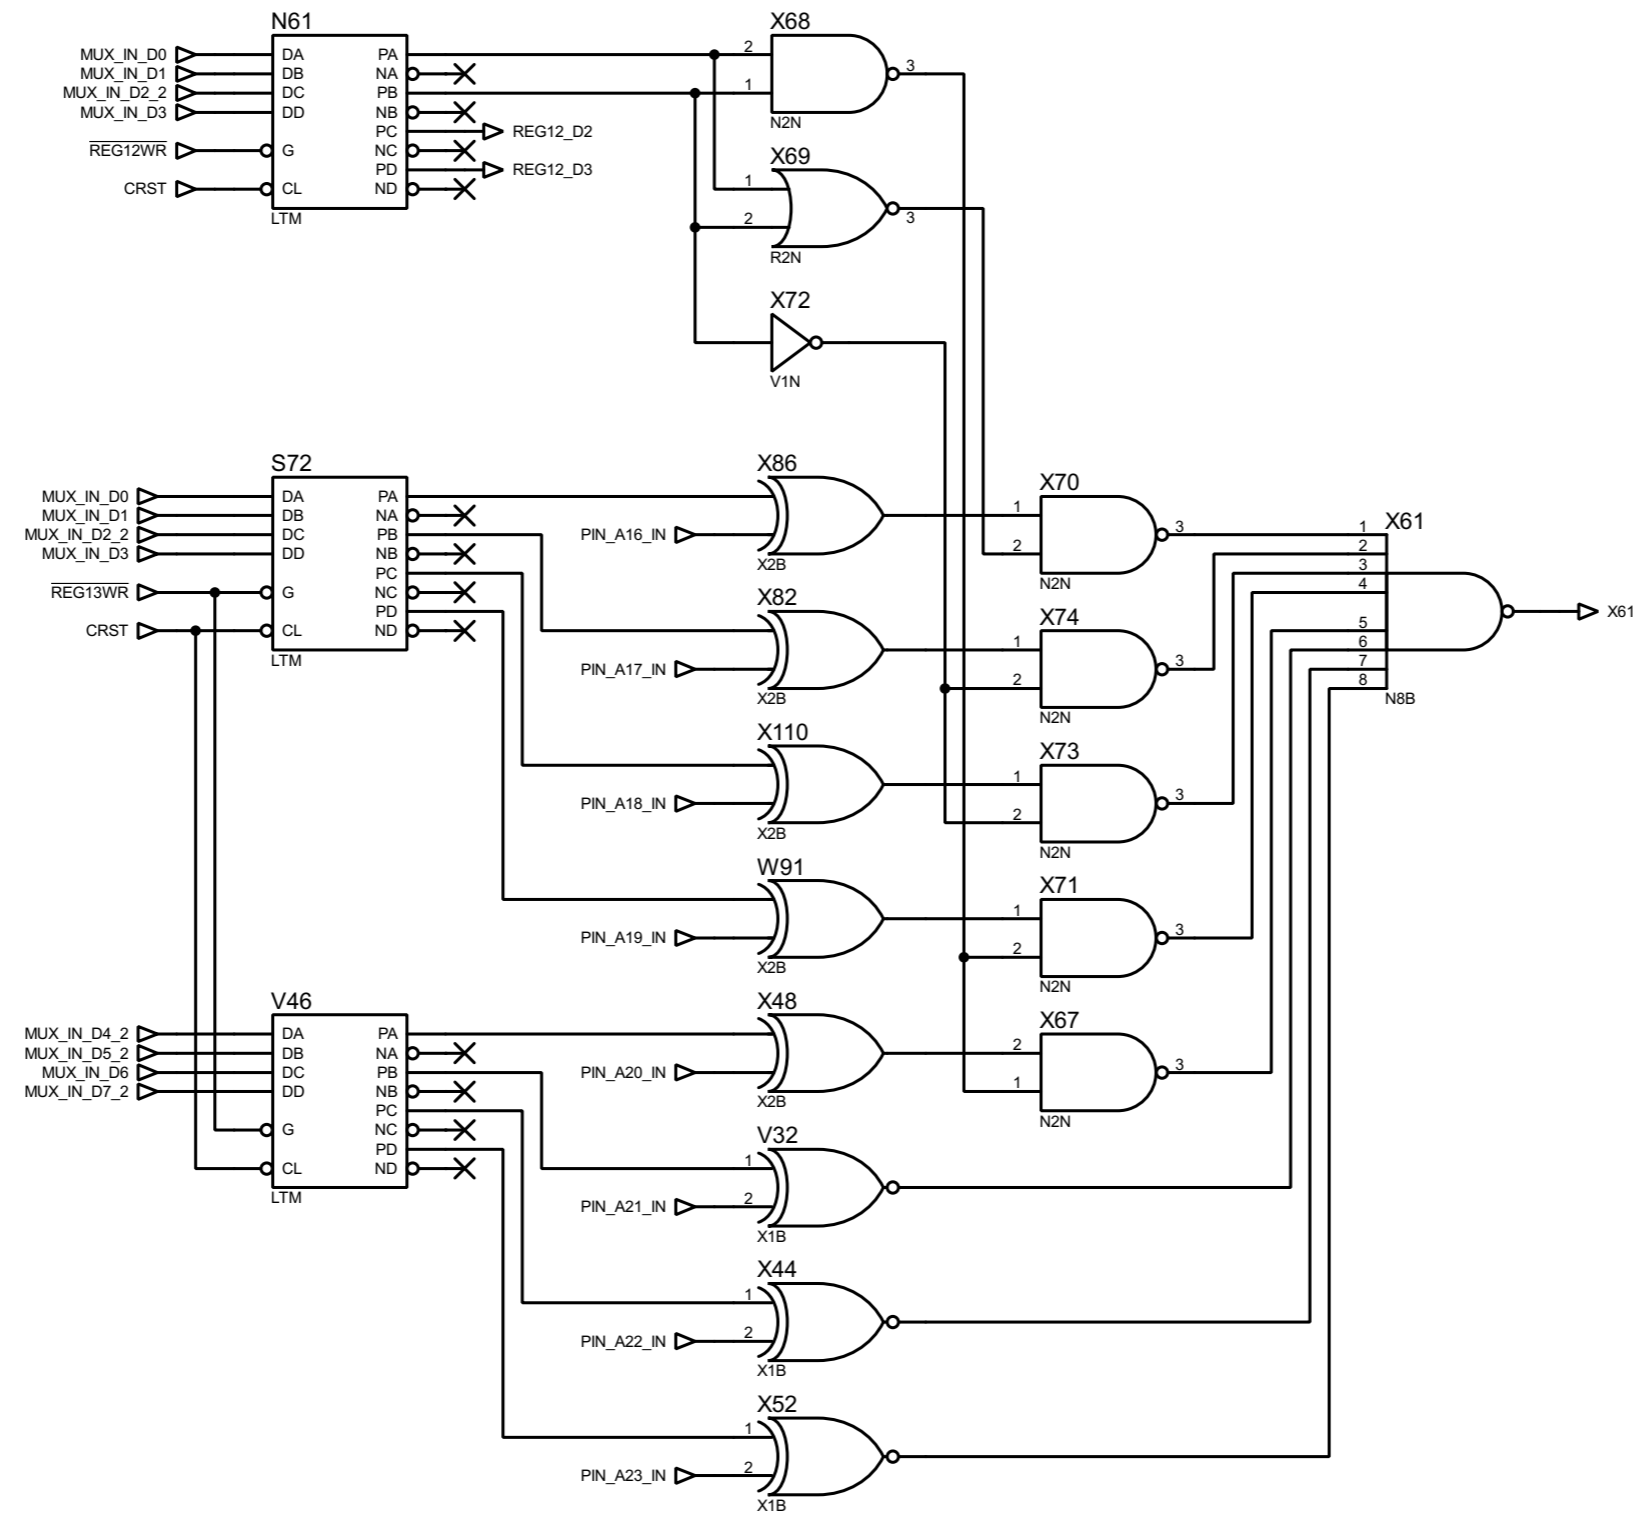 N61
MUX_IN_D0 DA PA
MUX_IN_D1 DB NA
MUX_IN_D2_2 DC PB
MUX_IN_D3 DD NB
PC REG12_D2
REG12WR G NC
PD REG12_D3
CRST CL ND
LTM
X68
2
1
3
N2N
X69
1
2
3
R2N
X72
V1N
S72
MUX_IN_D0 DA PA
MUX_IN_D1 DB NA
MUX_IN_D2_2 DC PB
MUX_IN_D3 DD NB
PC
REG13WR G NC
PD
CRST CL ND
LTM
X86
PIN_A16_IN
X2B
X82
PIN_A17_IN
X2B
X110
PIN_A18_IN
X2B
W91
PIN_A19_IN
X2B
X70
1
2
3
N2N
X74
1
2
3
N2N
X73
1
2
3
N2N
X71
1
2
3
N2N
X67
2
1
3
N2N
X61
1
2
3
4
5
6
7
8
N8B
X61
V46
MUX_IN_D4_2 DA PA
MUX_IN_D5_2 DB NA
MUX_IN_D6 DC PB
MUX_IN_D7_2 DD NB
PC
G NC
PD
CL ND
LTM
X48
PIN_A20_IN
X2B
V32
1
PIN_A21_IN 2
X1B
X44
1
PIN_A22_IN 2
X1B
X52
1
PIN_A23_IN 2
X1B